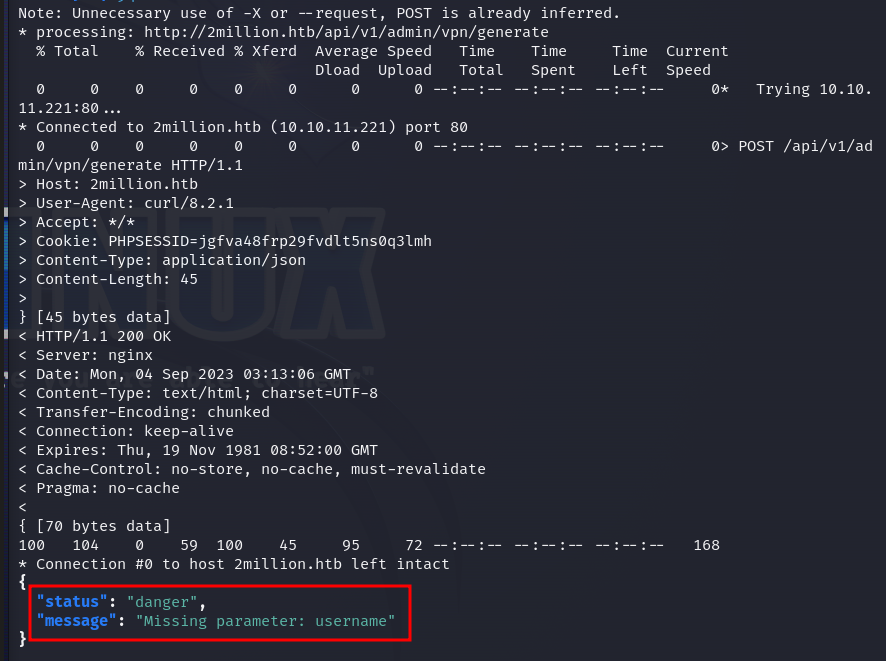 Note: Unnecessary use of -X or --request, POST is already inferred.
* processing: http://2million.htb/api/v1/admin/vpn/generate
  % Total    % Received % Xferd  Average Speed   Time    Time     Time  Current
                                 Dload  Upload   Total   Spent    Left  Speed
  0     0    0     0    0     0      0      0 --:--:-- --:--:-- --:--:--     0*   Trying 10.10.
11.221:80...
* Connected to 2million.htb (10.10.11.221) port 80
  0     0    0     0    0     0      0      0 --:--:-- --:--:-- --:--:--     0> POST /api/v1/ad
min/vpn/generate HTTP/1.1
> Host: 2million.htb
> User-Agent: curl/8.2.1
> Accept: */*
> Cookie: PHPSESSID=jgfva48frp29fvdlt5ns0q3lmh
> Content-Type: application/json
> Content-Length: 45
>
} [45 bytes data]
< HTTP/1.1 200 OK
< Server: nginx
< Date: Mon, 04 Sep 2023 03:13:06 GMT
< Content-Type: text/html; charset=UTF-8
< Transfer-Encoding: chunked
< Connection: keep-alive
< Expires: Thu, 19 Nov 1981 08:52:00 GMT
< Cache-Control: no-store, no-cache, must-revalidate
< Pragma: no-cache
<
{ [70 bytes data]
100   104    0    59  100    45     95     72 --:--:-- --:--:-- --:--:--   168
* Connection #0 to host 2million.htb left intact
{
  "status": "danger",
  "message": "Missing parameter: username"
}